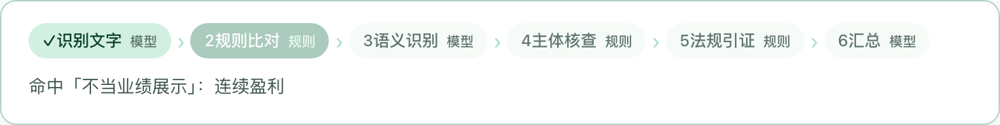 ✓识别文字 模型 › 2规则比对 规则 › 3语义识别 模型 › 4主体核查 规则 › 5法规引证 规则 › 6汇总 模型
命中「不当业绩展示」：连续盈利